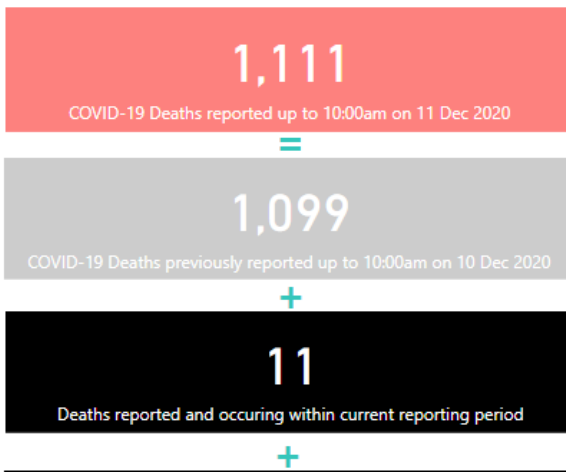 1,111
COVID-19 Deaths reported up to 10:00am on 11 Dec 2020
=
1,099
COVID-19 Deaths previously reported up to 10:00am on 10 Dec 2020
+
11
Deaths reported and occuring within current reporting period
+